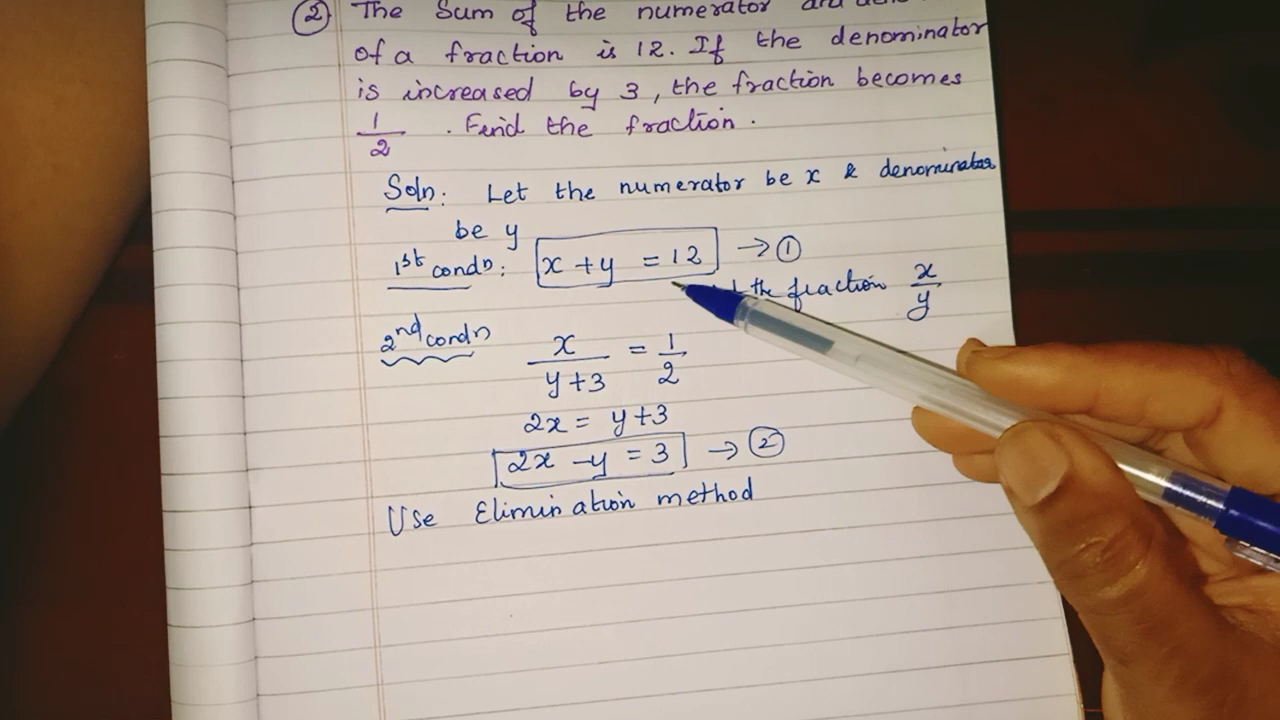 ② The Sum of the numerator and
of a fraction is 12. If the denominator
is increased by 3, the fraction becomes
1/2 . Find the fraction.
Soln: Let the numerator be x & denominator
be y
1st condn: x + y = 12 → ①
the fraction x/y
2nd condn
x/(y+3) = 1/2
2x = y+3
2x - y = 3 → ②
Use Elimination method